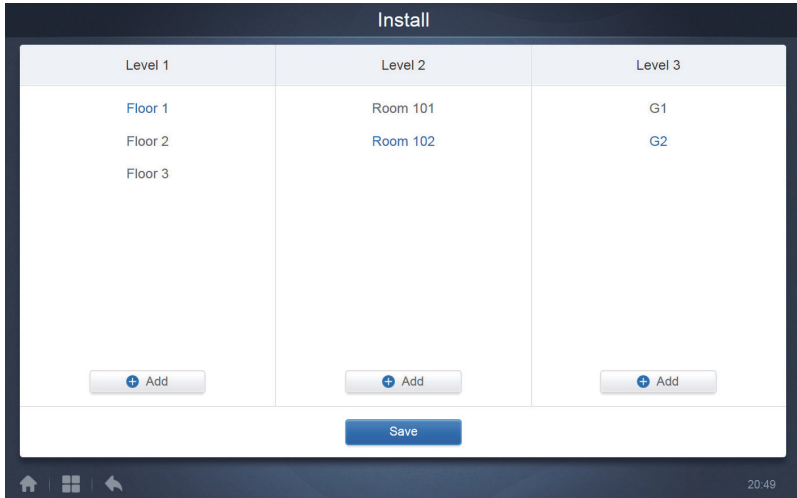 Install
Level 1 Level 2 Level 3
Floor 1 Room 101 G1
Floor 2 Room 102 G2
Floor 3
Add Add Add
Save
20:49